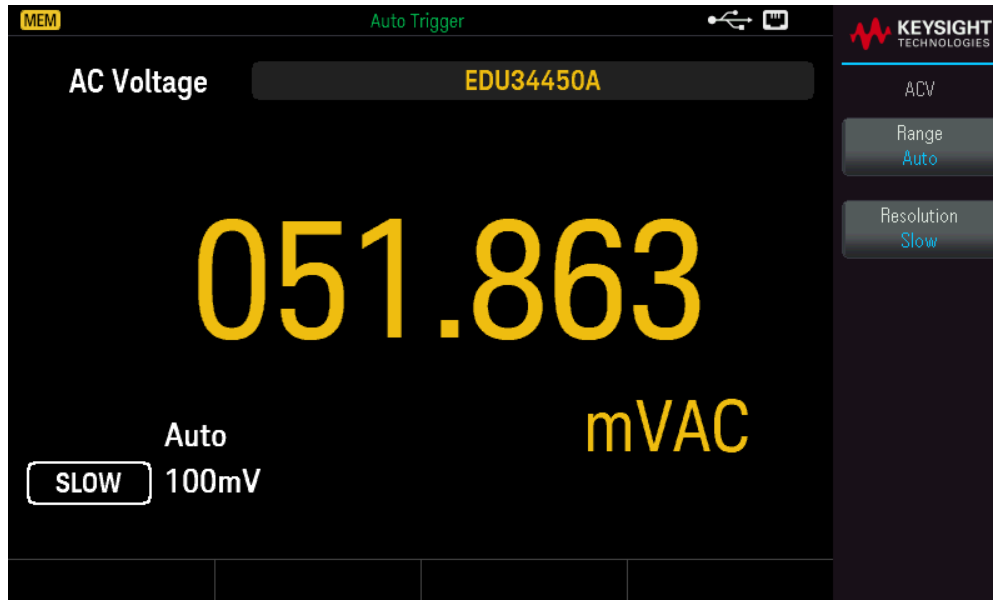 MEM
Auto Trigger
KEYSIGHT
TECHNOLOGIES
AC Voltage
EDU34450A
ACV
Range
Auto
Resolution
Slow
051.863
mVAC
Auto
SLOW
100mV